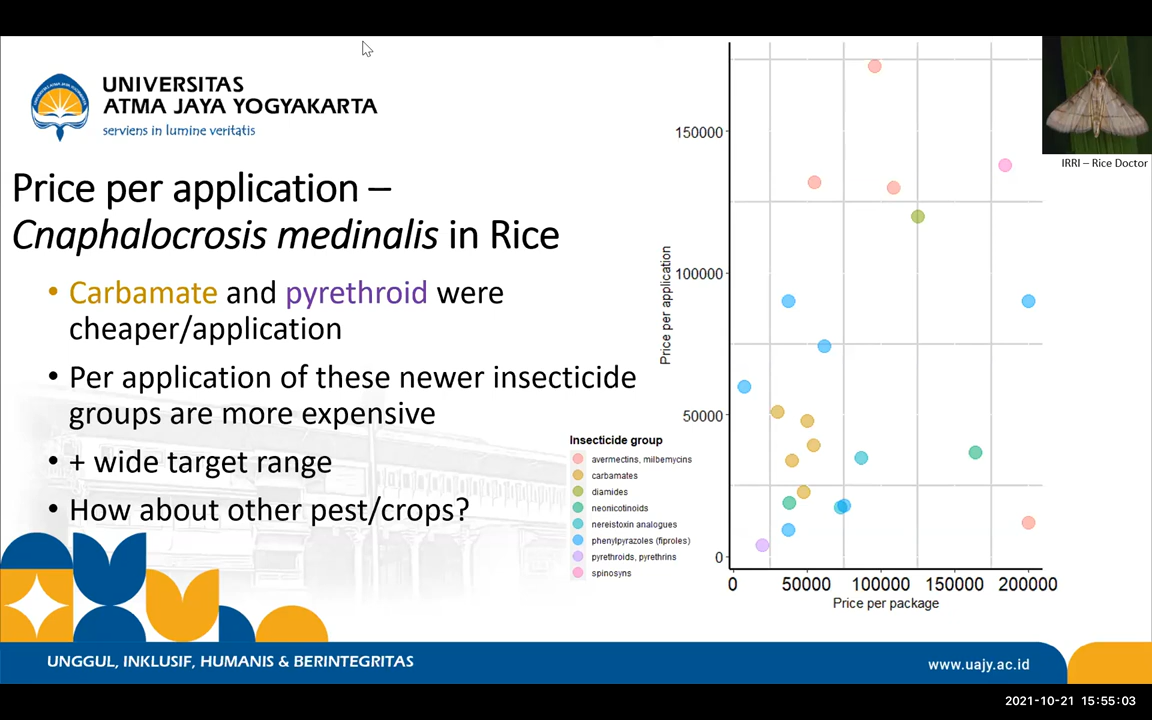 UNIVERSITAS
ATMA JAYA YOGYAKARTA
serviens in lumine veritatis
Price per application –
Cnaphalocrosis medinalis in Rice
• Carbamate and pyrethroid were
cheaper/application
• Per application of these newer insecticide
groups are more expensive
• + wide target range
• How about other pest/crops?
Insecticide group
avermectins, milbemycins
carbamates
diamides
neonicotinoids
nereistoxin analogues
phenylpyrazoles (fiproles)
pyrethroids, pyrethrins
spinosyns
Price per application
150000
100000
50000
0
0 50000 100000 150000 200000
Price per package
IRRI – Rice Doctor
UNGGUL, INKLUSIF, HUMANIS & BERINTEGRITAS
www.uajy.ac.id
2021-10-21 15:55:03